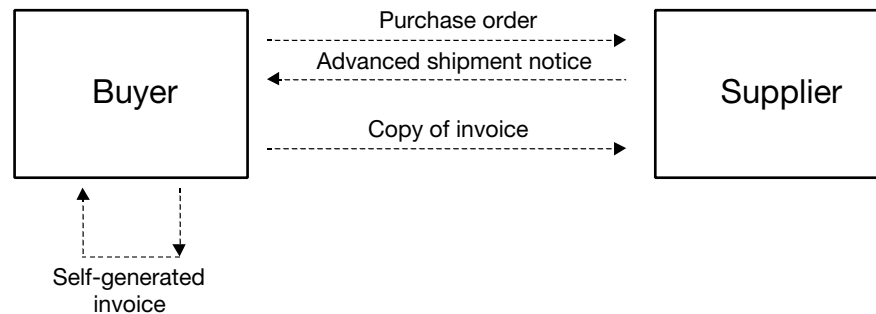 Purchase order
Advanced shipment notice
Buyer
Supplier
Copy of invoice
Self-generated
invoice